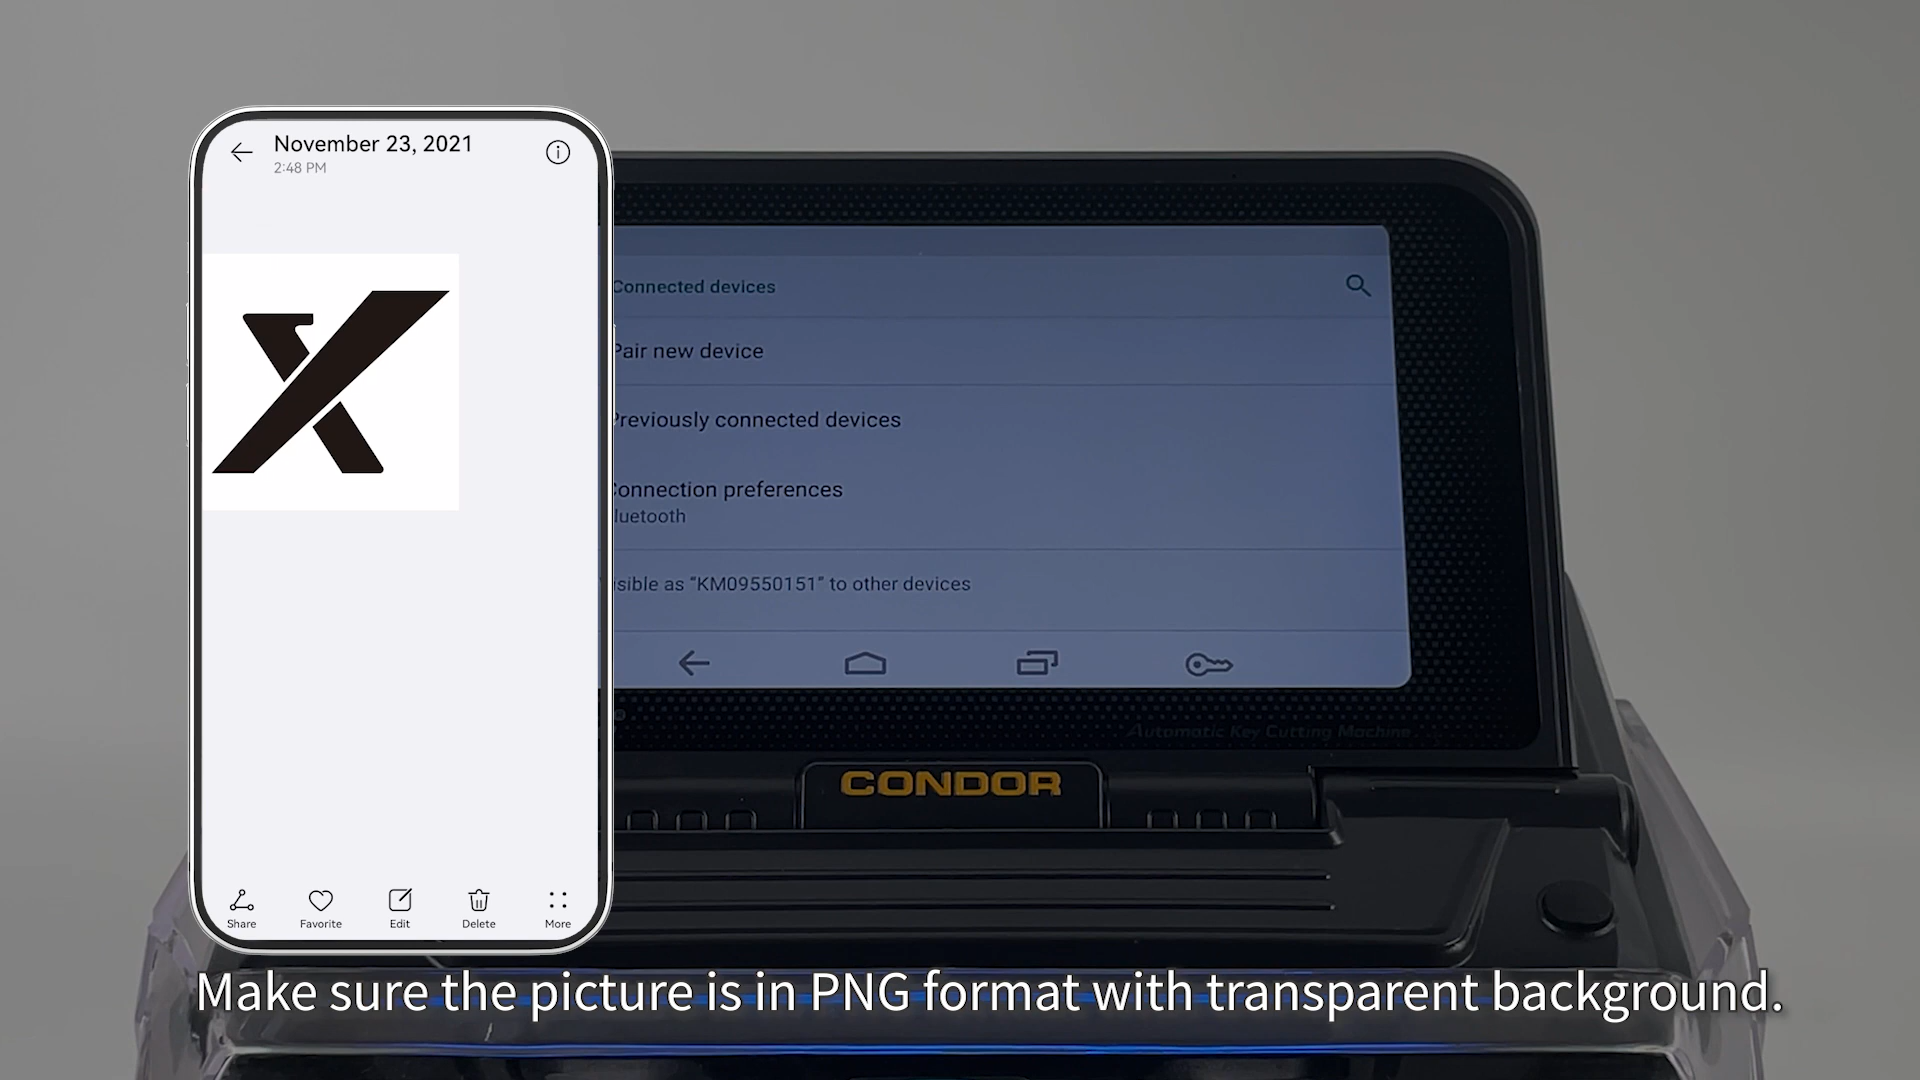 November 23, 2021
2:48 PM
Share
Favorite
Edit
Delete
More
Connected devices
Pair new device
Previously connected devices
onnection preferences
luetooth
sible as “KM09550151” to other devices
Automatic Key Cutting Machine
CONDOR
Make sure the picture is in PNG format with transparent background.